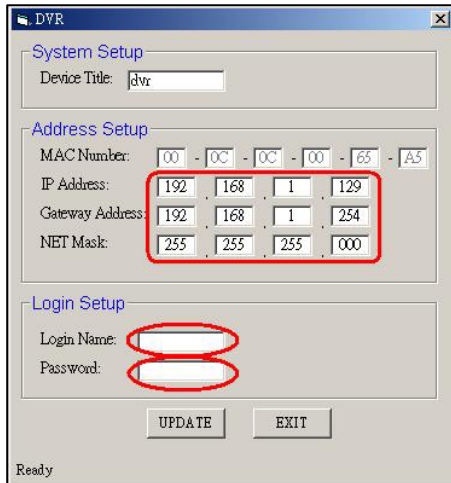 DVR
System Setup
Device Title: dvr
Address Setup
MAC Number: 00 - 0C - 0C - 00 - 65 - A5
IP Address: 192 . 168 . 1 . 129
Gateway Address: 192 . 168 . 1 . 254
NET Mask: 255 . 255 . 255 . 000
Login Setup
Login Name:
Password:
UPDATE EXIT
Ready